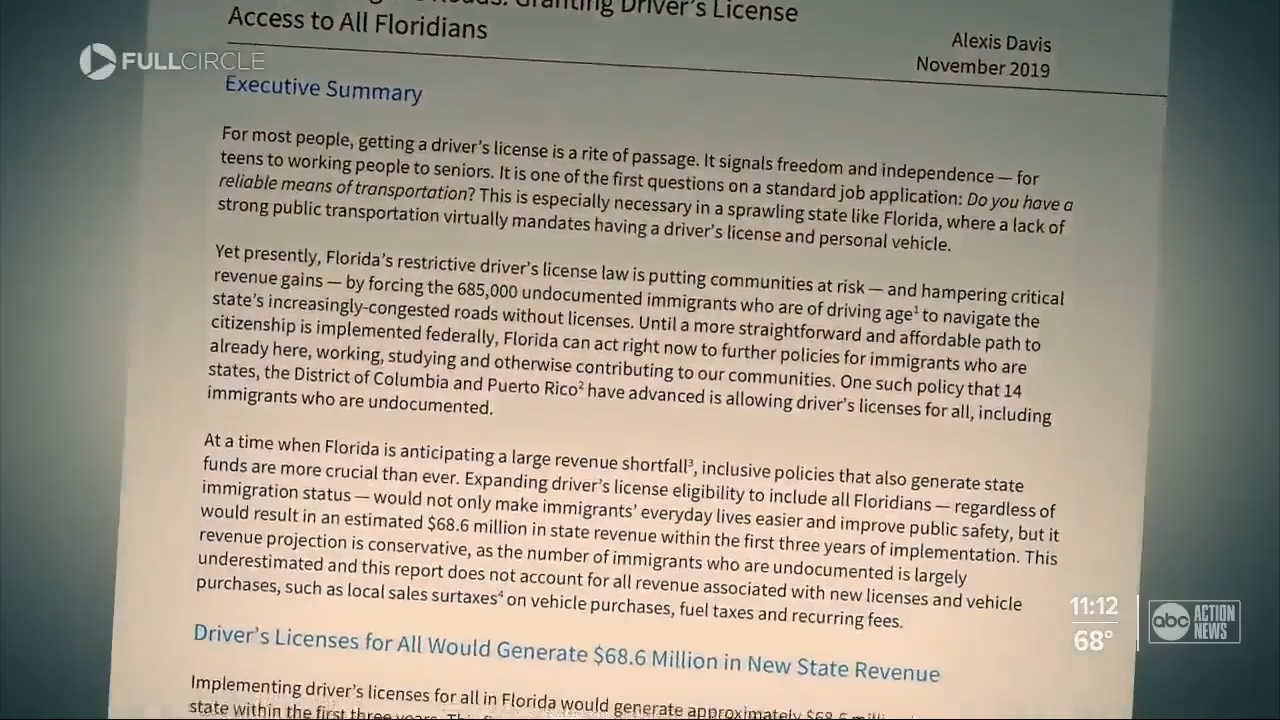 Driver's License
Access to All Floridians
Alexis Davis
November 2019
FULLCIRCLE
Executive Summary
For most people, getting a driver's license is a rite of passage. It signals freedom and independence — for
teens to working people to seniors. It is one of the first questions on a standard job application: Do you have a
reliable means of transportation? This is especially necessary in a sprawling state like Florida, where a lack of
strong public transportation virtually mandates having a driver's license and personal vehicle.
Yet presently, Florida's restrictive driver's license law is putting communities at risk — and hampering critical
revenue gains — by forcing the 685,000 undocumented immigrants who are of driving age¹ to navigate the
state's increasingly-congested roads without licenses. Until a more straightforward and affordable path to
citizenship is implemented federally, Florida can act right now to further policies for immigrants who are
already here, working, studying and otherwise contributing to our communities. One such policy that 14
states, the District of Columbia and Puerto Rico² have advanced is allowing driver's licenses for all, including
immigrants who are undocumented.
At a time when Florida is anticipating a large revenue shortfall³, inclusive policies that also generate state
funds are more crucial than ever. Expanding driver's license eligibility to include all Floridians — regardless of
immigration status — would not only make immigrants' everyday lives easier and improve public safety, but it
would result in an estimated $68.6 million in state revenue within the first three years of implementation. This
revenue projection is conservative, as the number of immigrants who are undocumented is largely
underestimated and this report does not account for all revenue associated with new licenses and vehicle
purchases, such as local sales surtaxes⁴ on vehicle purchases, fuel taxes and recurring fees.
Driver's Licenses for All Would Generate $68.6 Million in New State Revenue
Implementing driver's licenses for all in Florida would generate approximately $68.6
state within the first three years.
11:12
68°
abc ACTION
NEWS